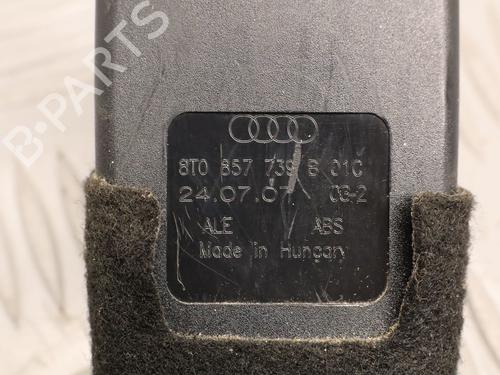 B-PARTS
8T0 857 739 B 01C
24.07.07 03-2
ALE ABS
Made in Hungary